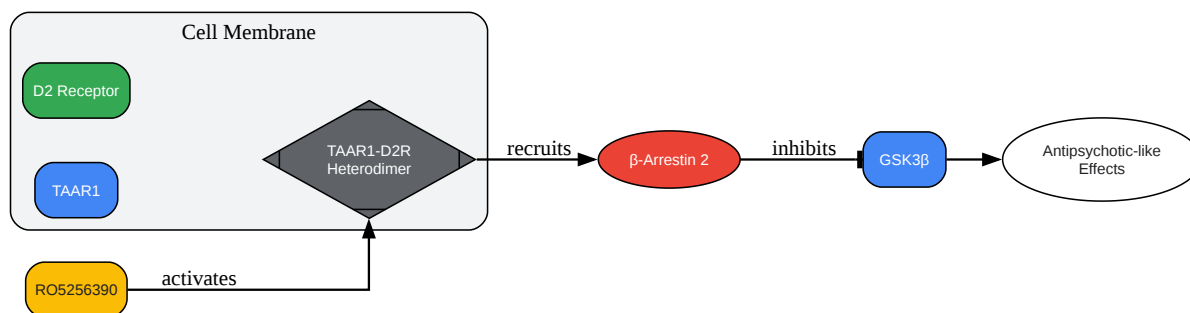 Cell Membrane
D2 Receptor
TAAR1-D2R
Heterodimer
recruits
β-Arrestin 2
inhibits
GSK3β
Antipsychotic-like
Effects
TAAR1
RO5256390
activates